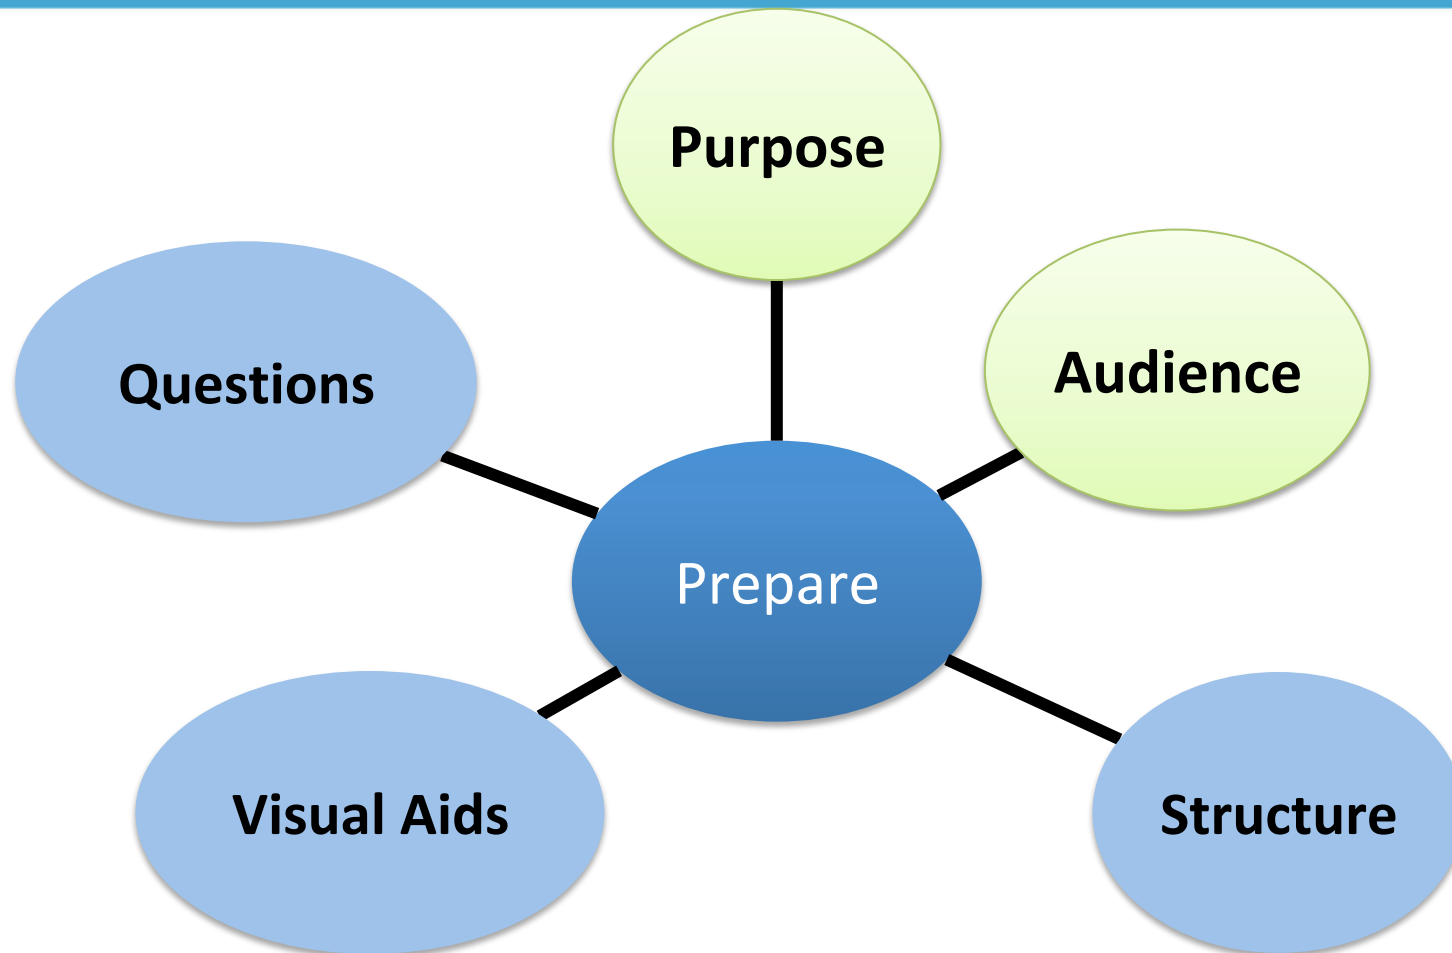 Purpose
Audience
Questions
Prepare
Visual Aids
Structure